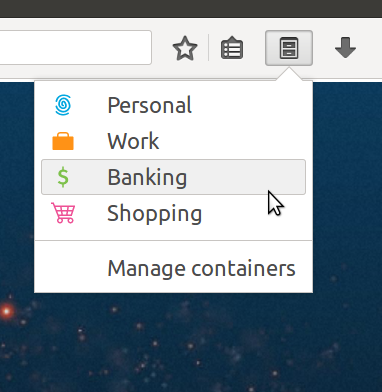 Personal
Work
Banking
Shopping
Manage containers